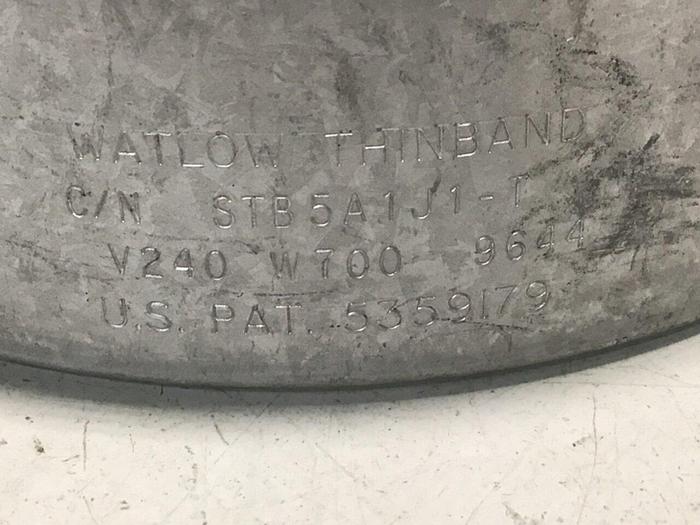 WATLOW THINBAND
C/N STB5A1J1-T
V240 W700 9644
U.S. PAT. 5359179